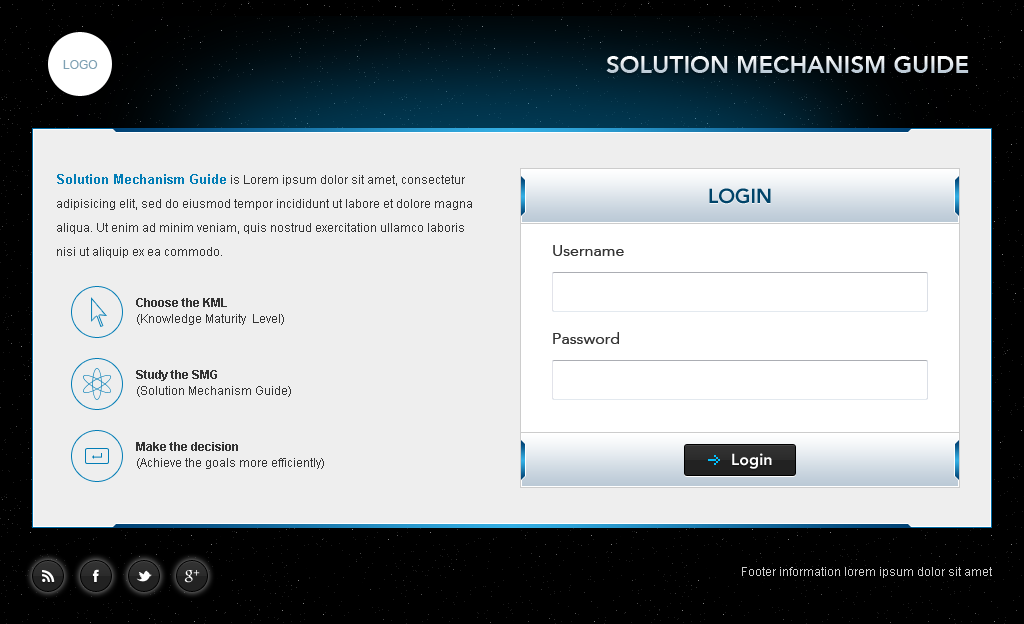 LOGO
SOLUTION MECHANISM GUIDE
Solution Mechanism Guide is Lorem ipsum dolor sit amet, consectetur
adipisicing elit, sed do eiusmod tempor incididunt ut labore et dolore magna
aliqua. Ut enim ad minim veniam, quis nostrud exercitation ullamco laboris
nisi ut aliquip ex ea commodo.
Choose the KML
(Knowledge Maturity Level)
Study the SMG
(Solution Mechanism Guide)
Make the decision
(Achieve the goals more efficiently)
LOGIN
Username
Password
Login
f
g+
Footer information lorem ipsum dolor sit amet